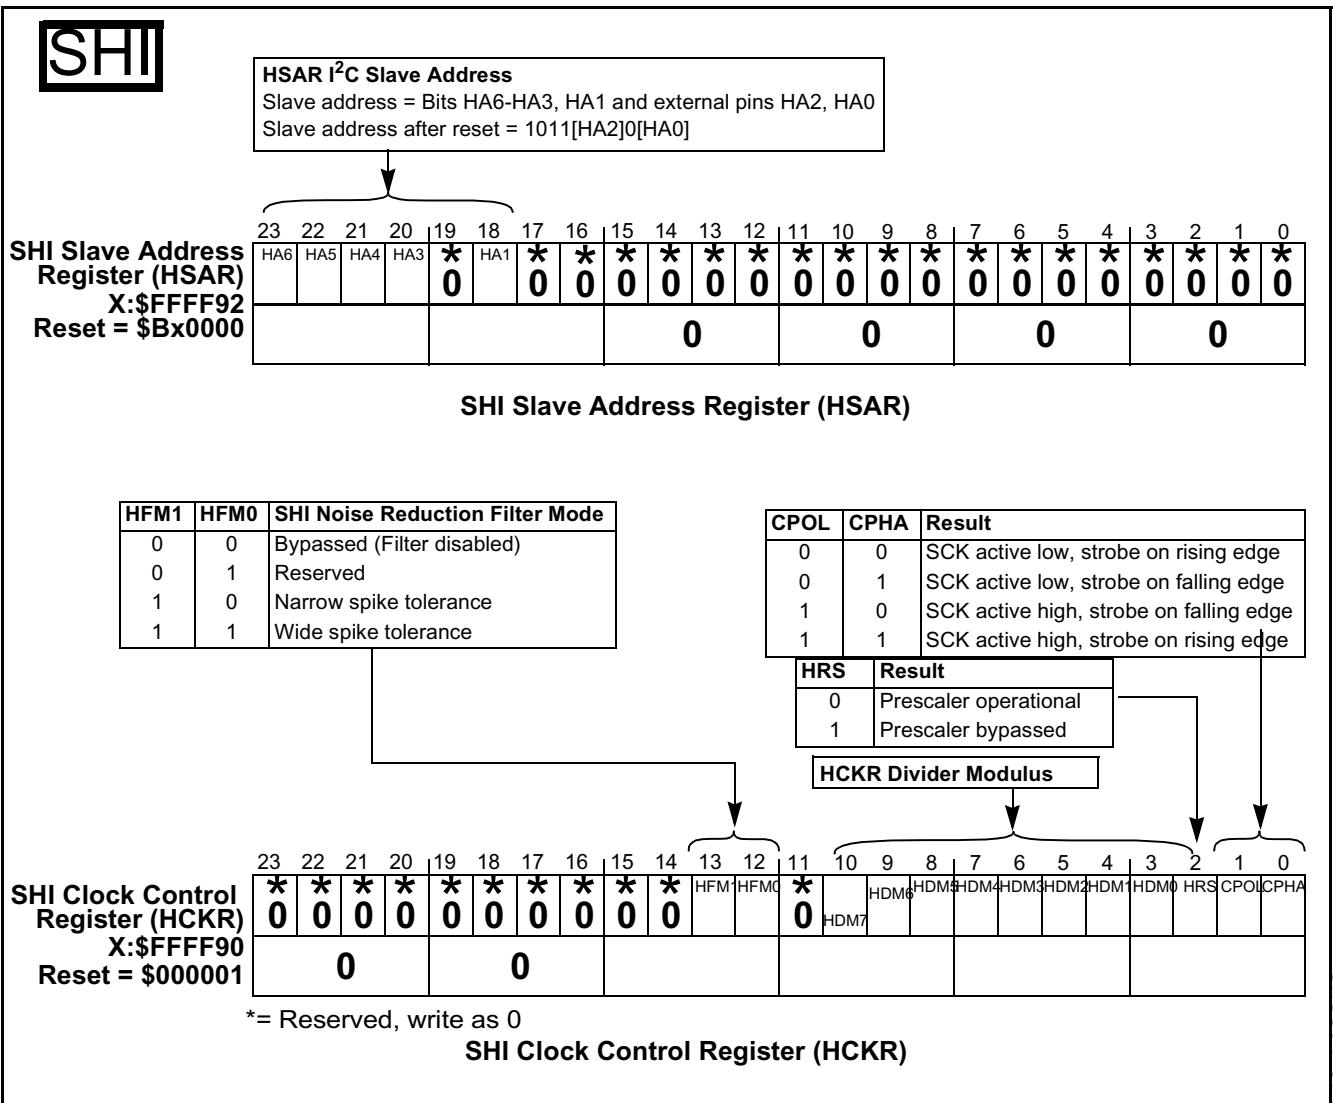 SHI
HSAR I2C Slave Address
Slave address = Bits HA6-HA3, HA1 and external pins HA2, HA0
Slave address after reset = 1011[HA2]0[HA0]
23 22 21 20 19 18 17 16 15 14 13 12 11 10 9 8 7 6 5 4 3 2 1 0
SHI Slave Address
Register (HSAR)
X:$FFFF92
Reset = $Bx0000
HA6 HA5 HA4 HA3 * HA1 * * * * * * * * * * * * * * * * * *
0 0 0 0 0 0 0 0 0 0 0 0 0 0 0 0 0 0 0
0 0 0 0
SHI Slave Address Register (HSAR)
HFM1 HFM0 SHI Noise Reduction Filter Mode
0 0 Bypassed (Filter disabled)
0 1 Reserved
1 0 Narrow spike tolerance
1 1 Wide spike tolerance
CPOL CPHA Result
0 0 SCK active low, strobe on rising edge
0 1 SCK active low, strobe on falling edge
1 0 SCK active high, strobe on falling edge
1 1 SCK active high, strobe on rising edge
HRS Result
0 Prescaler operational
1 Prescaler bypassed
HCKR Divider Modulus
23 22 21 20 19 18 17 16 15 14 13 12 11 10 9 8 7 6 5 4 3 2 1 0
SHI Clock Control
Register (HCKR)
X:$FFFF90
Reset = $000001
* * * * * * * * * * HFM1 HFM0 * HDM7 HDM6 HDM5 HDM4 HDM3 HDM2 HDM1 HDM0 HRS CPOL CPHA
0 0 0 0 0 0 0 0 0 0 0
0 0
*= Reserved, write as 0
SHI Clock Control Register (HCKR)